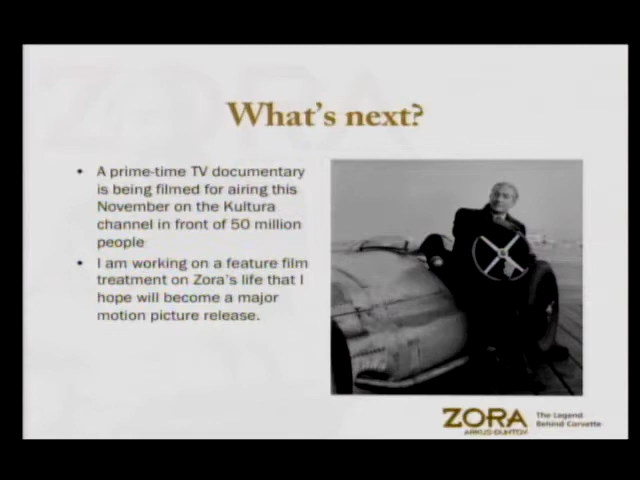 What's next?
• A prime-time TV documentary
is being filmed for airing this
November on the Kultura
channel in front of 50 million
people
• I am working on a feature film
treatment on Zora's life that I
hope will become a major
motion picture release.
ZORA
ARKUS-DUNTOV
The Legend
Behind Corvette